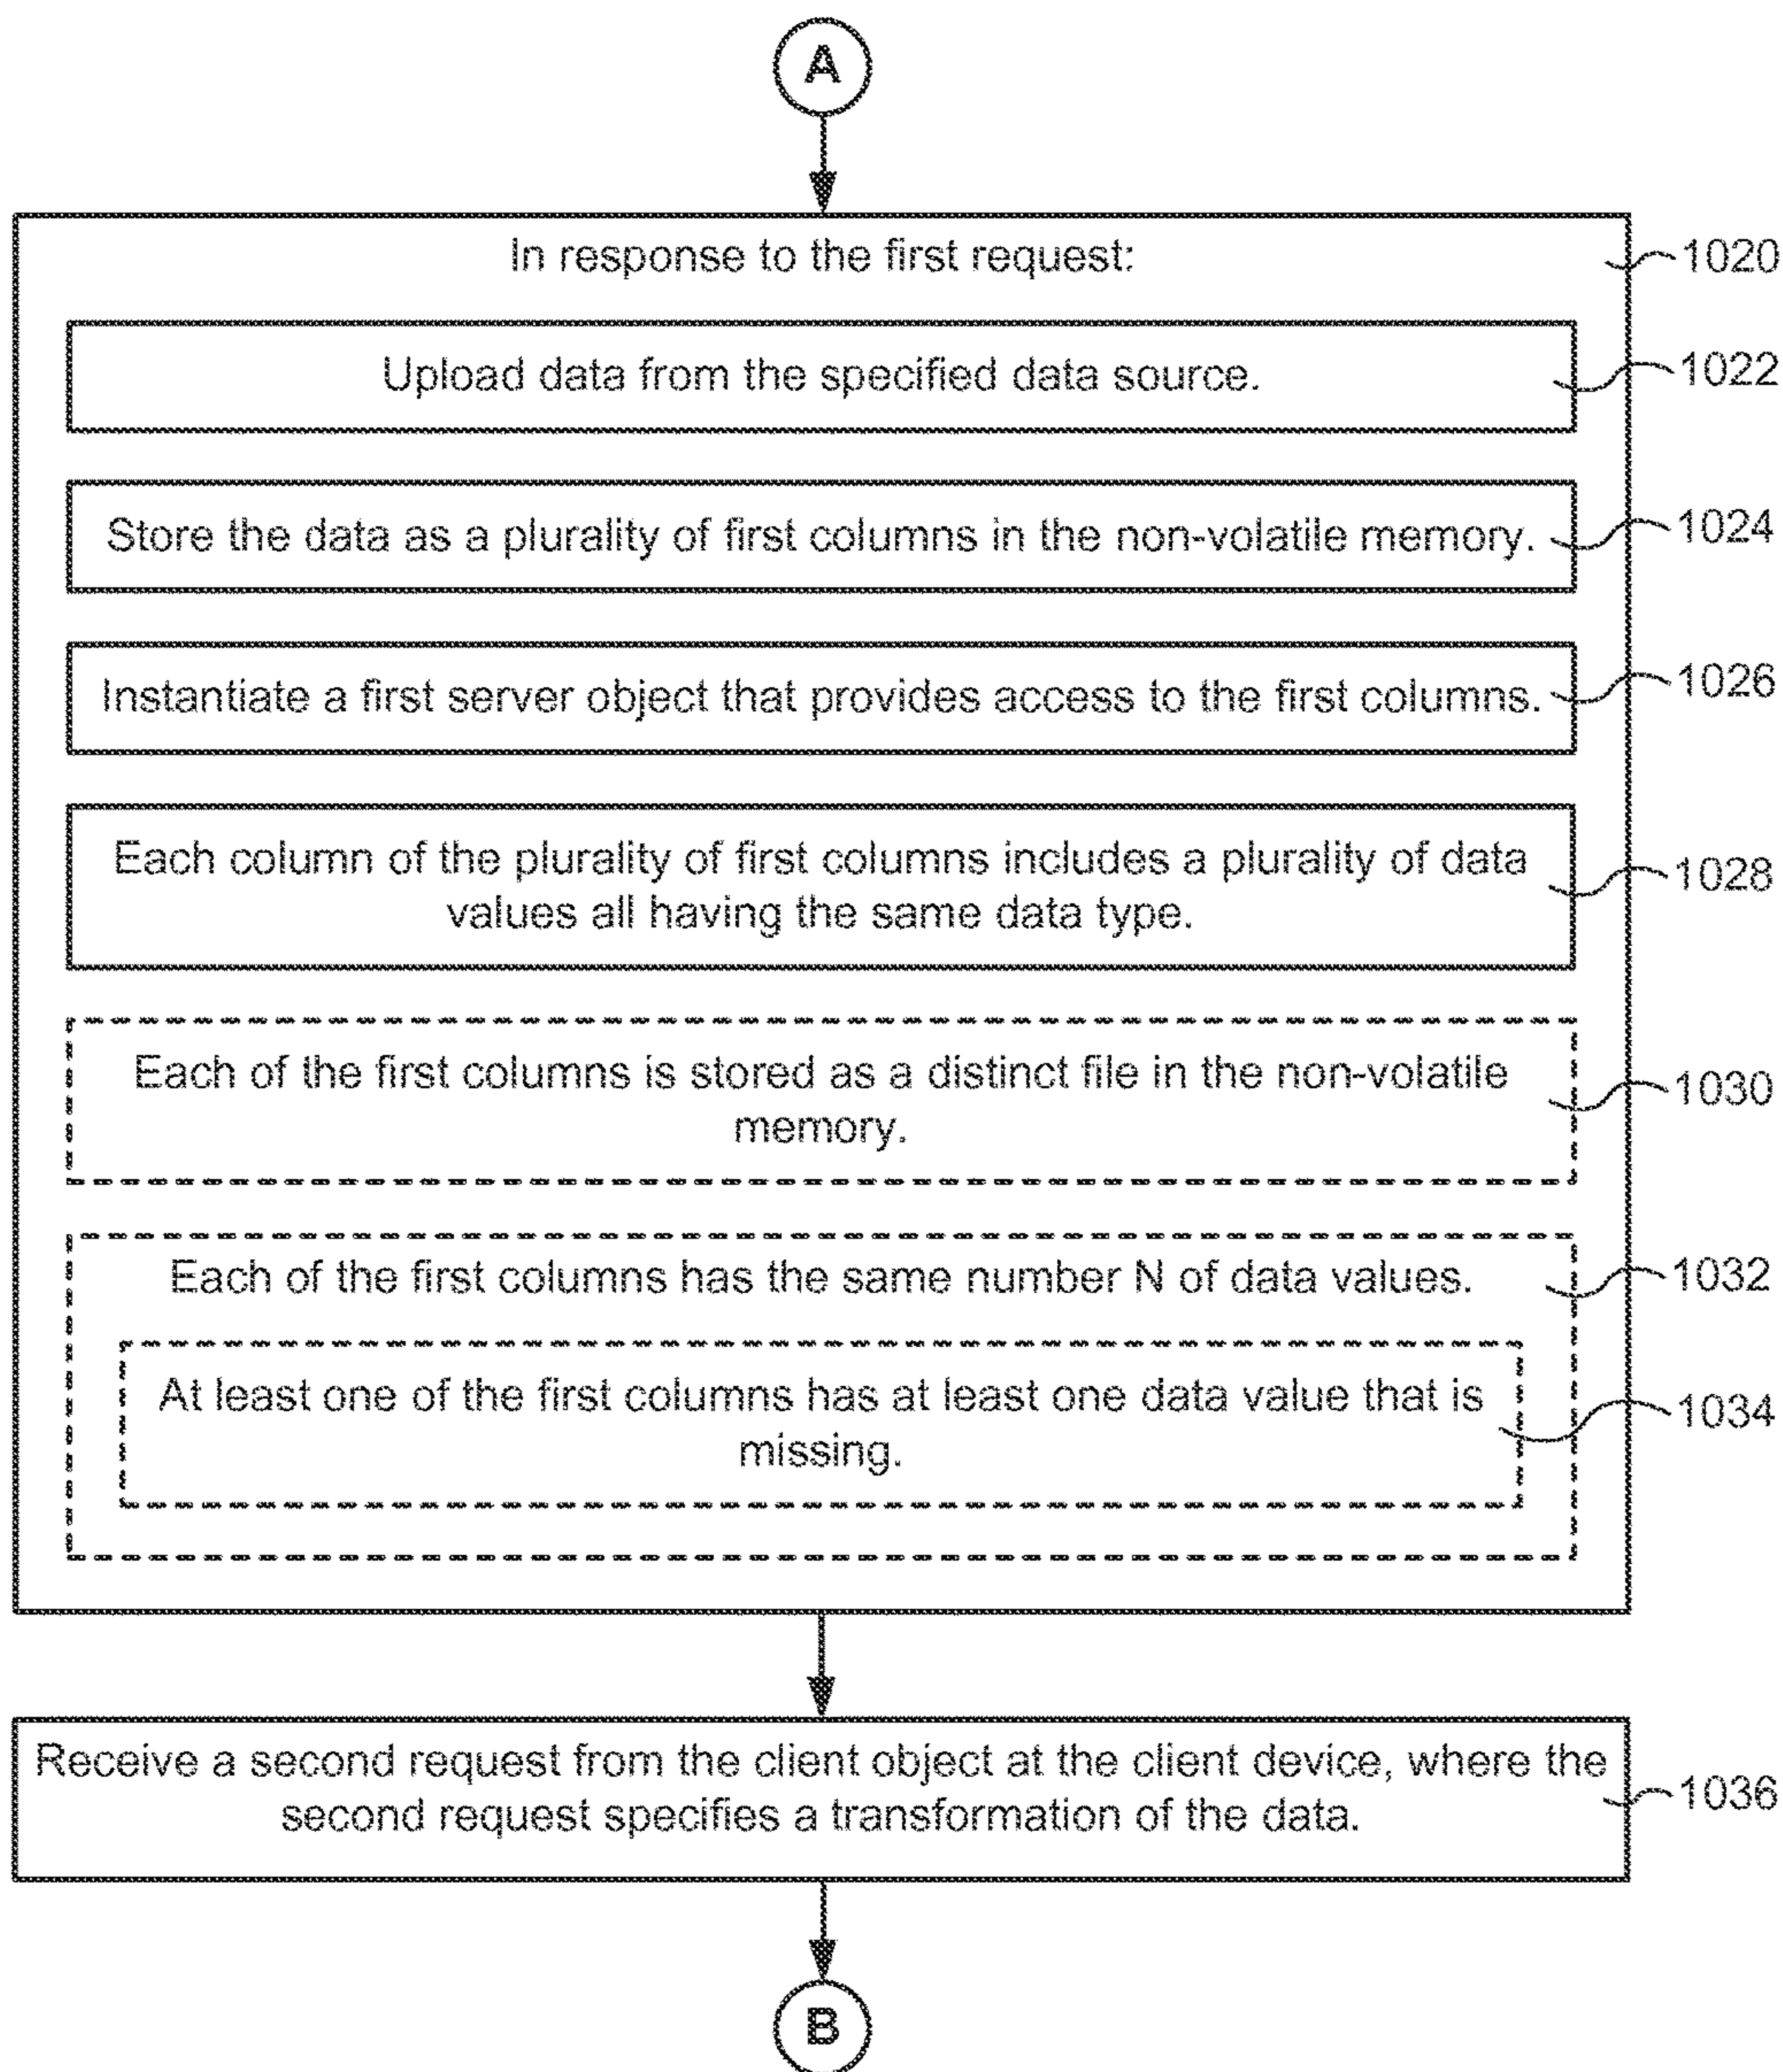 A
In response to the first request:
1020
Upload data from the specified data source.
1022
Store the data as a plurality of first columns in the non-volatile memory.
1024
Instantiate a first server object that provides access to the first columns.
1026
Each column of the plurality of first columns includes a plurality of data
values all having the same data type.
1028
Each of the first columns is stored as a distinct file in the non-volatile
memory.
1030
Each of the first columns has the same number N of data values.
1032
At least one of the first columns has at least one data value that is
missing.
1034
Receive a second request from the client object at the client device, where the
second request specifies a transformation of the data.
1036
B